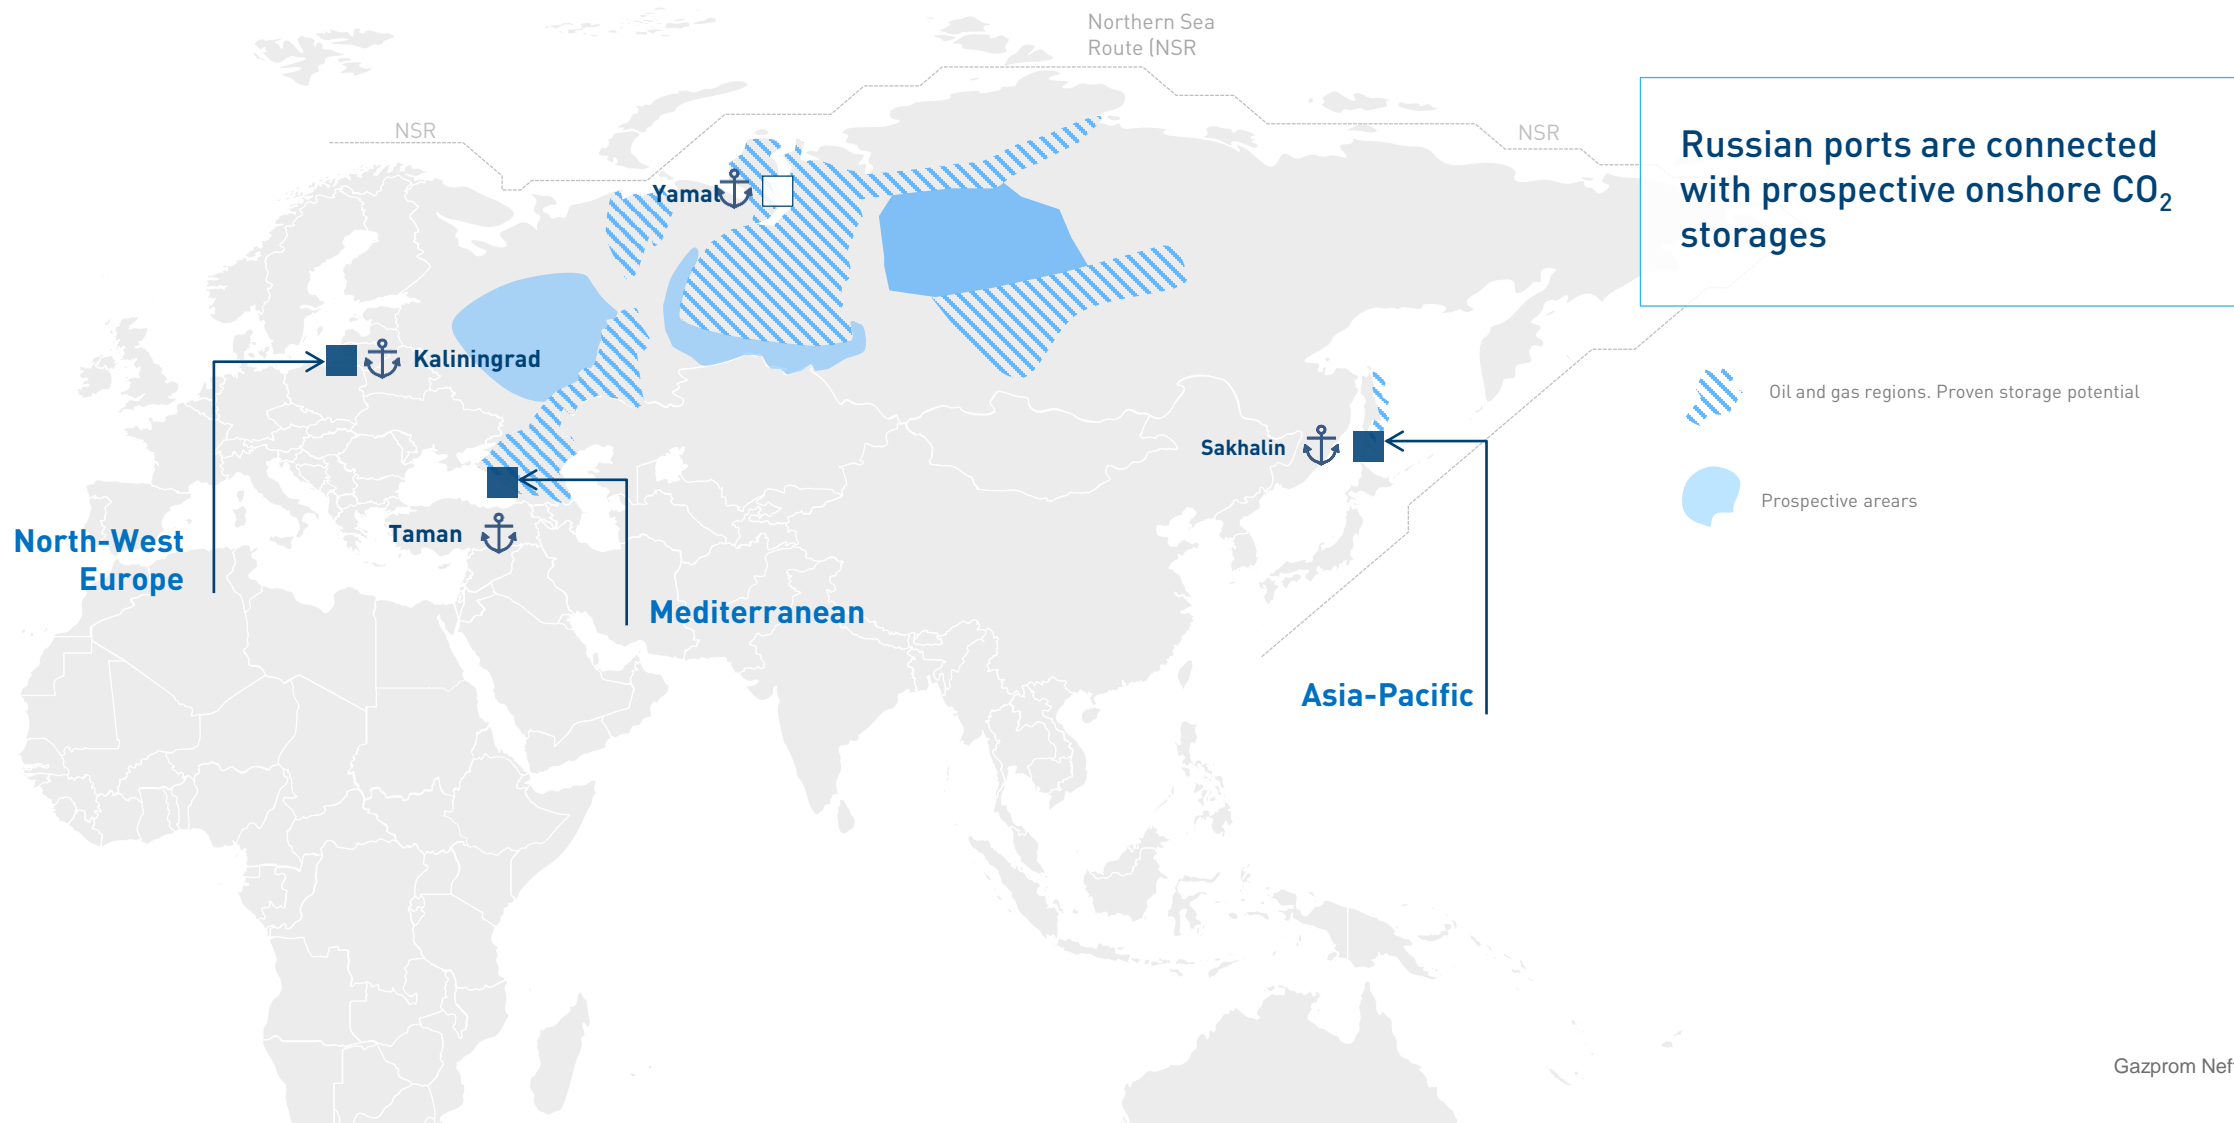 Northern Sea
Route (NSR
NSR
NSR
Russian ports are connected
with prospective onshore CO₂
storages
Yamal
Kaliningrad
Oil and gas regions. Proven storage potential
Sakhalin
Prospective arears
Taman
North-West
Europe
Mediterranean
Asia-Pacific
Gazprom Neft